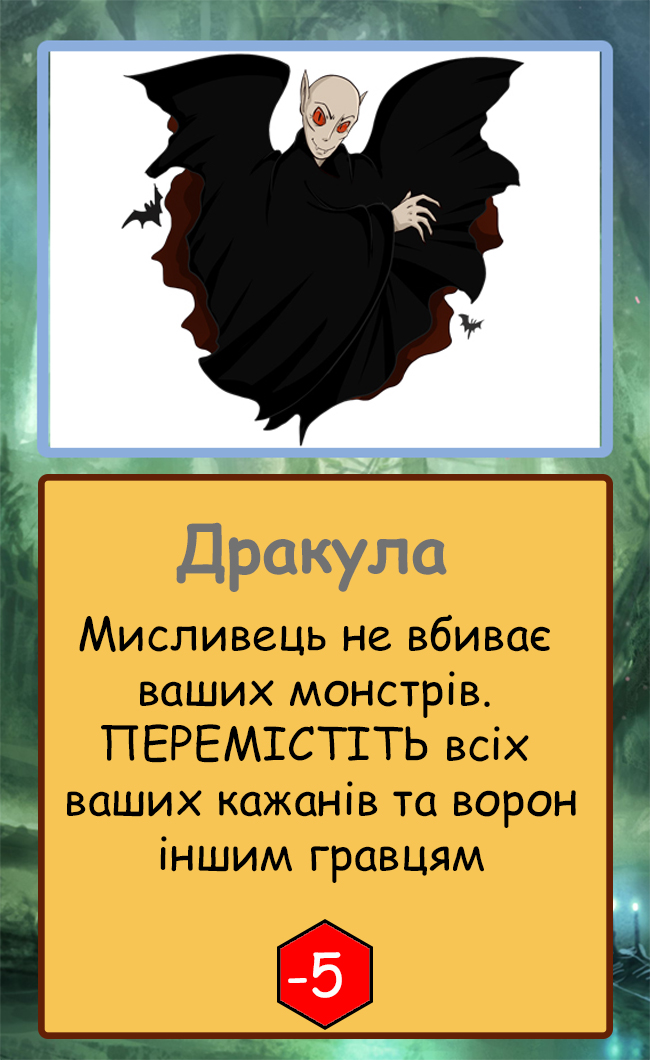 Дракула
Мисливець не вбиває
ваших монстрів.
ПЕРЕМІСТІТЬ всіх
ваших кажанів та ворон
іншим гравцям
-5